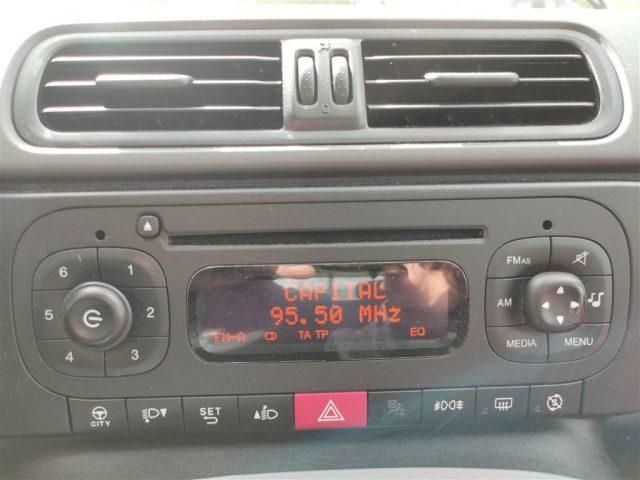 CAPITAL
95.50 MHz
FM-A TA TP EQ
6 1
5 2
4 3
FMAS
AM
MEDIA MENU
CITY SET